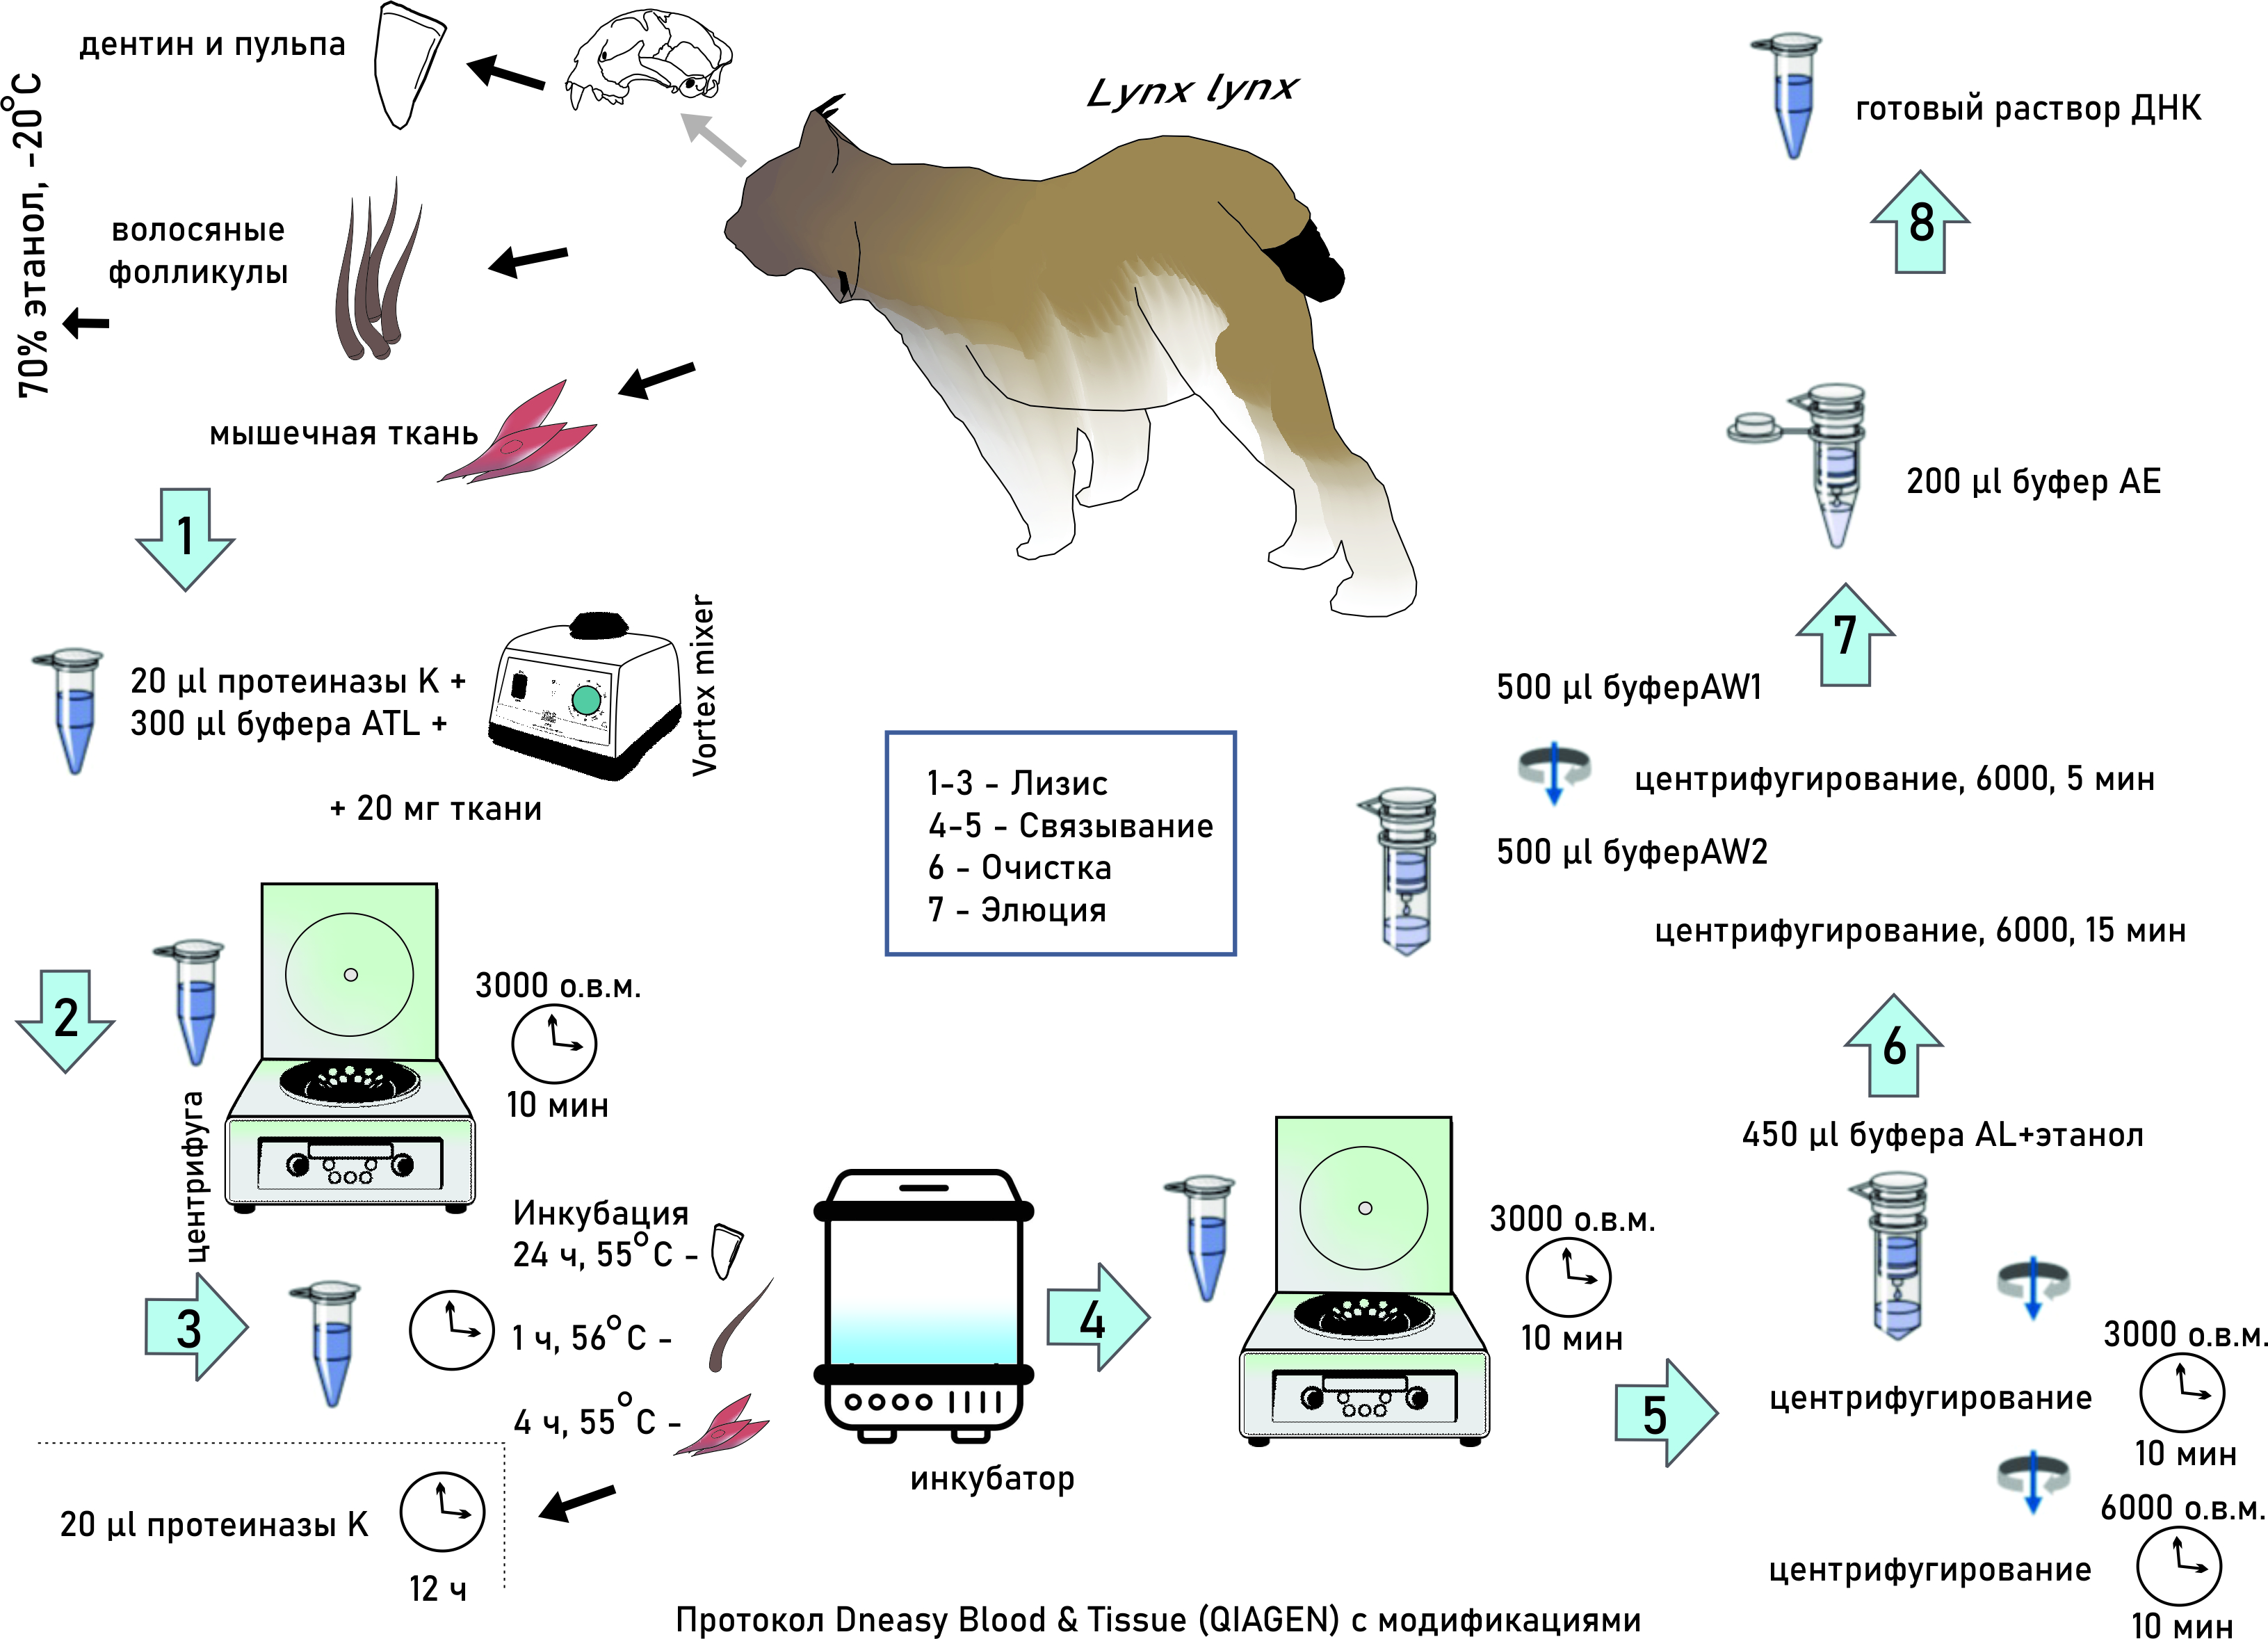 Lynx lynx
дентин и пульпа
волосяные
фолликулы
мышечная ткань
70% этанол, -20°C
1
20 µl протеиназы K +
300 µl буфера ATL +
+ 20 мг ткани
Vortex mixer
2
центрифуга
3000 о.в.м.
10 мин
3
Инкубация
24 ч, 55°C -
1 ч, 56°C -
4 ч, 55°C -
20 µl протеиназы K
12 ч
инкубатор
4
3000 о.в.м.
10 мин
5
450 µl буфера AL+этанол
центрифугирование
3000 о.в.м.
10 мин
центрифугирование
6000 о.в.м.
10 мин
6
500 µl буферAW1
центрифугирование, 6000, 5 мин
500 µl буферAW2
центрифугирование, 6000, 15 мин
7
200 µl буфер AE
8
готовый раствор ДНК
1-3 - Лизис
4-5 - Связывание
6 - Очистка
7 - Элюция
Протокол Dneasy Blood & Tissue (QIAGEN) с модификациями